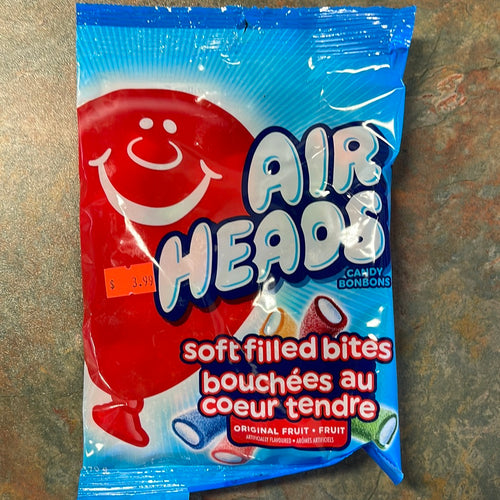 AIR
HEADS
CANDY
BONBONS
$ 3.99
soft filled bites
bouchées au
coeur tendre
ORIGINAL FRUIT • FRUIT
ARTIFICIALLY FLAVOURED • ARÔMES ARTIFICIELS